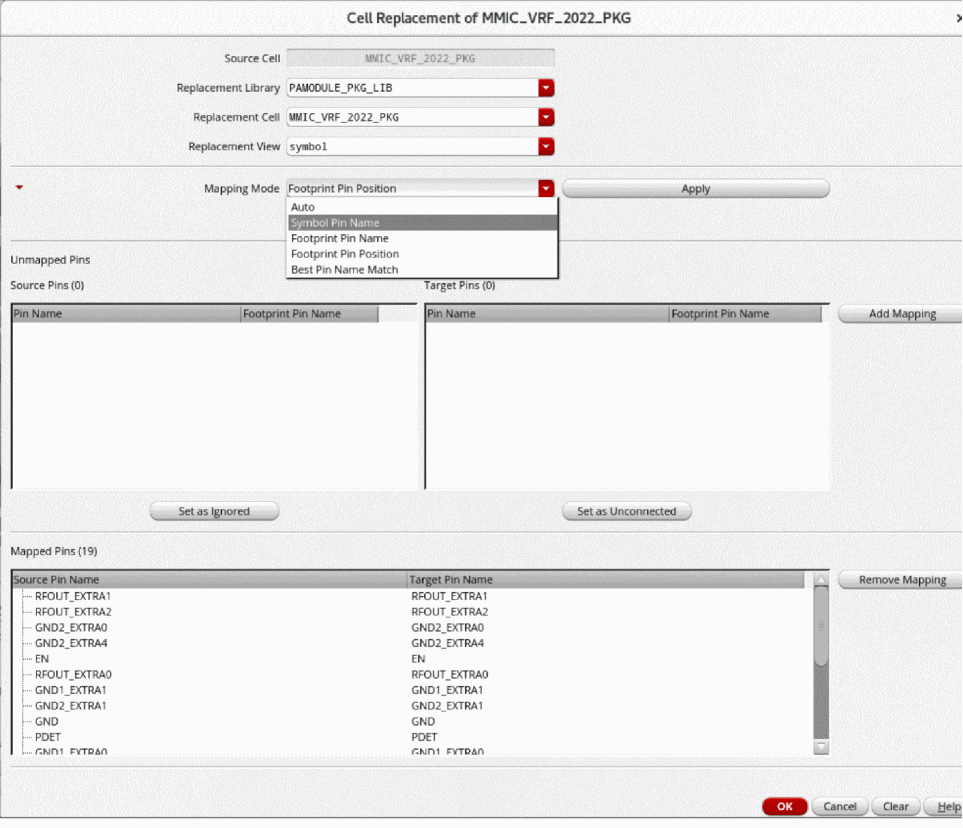 Cell Replacement of MMIC_VRF_2022_PKG
Source Cell MMIC_VRF_2022_PKG
Replacement Library PAMODULE_PKG_LIB
Replacement Cell MMIC_VRF_2022_PKG
Replacement View symbol
Mapping Mode Footprint Pin Position Apply
Auto
Symbol Pin Name
Footprint Pin Name
Footprint Pin Position
Best Pin Name Match
Unmapped Pins
Source Pins (0) Target Pins (0)
Pin Name Footprint Pin Name Pin Name Footprint Pin Name Add Mapping
Set as Ignored Set as Unconnected
Mapped Pins (19)
Source Pin Name Target Pin Name Remove Mapping
RFOUT_EXTRA1 RFOUT_EXTRA1
RFOUT_EXTRA2 RFOUT_EXTRA2
GND2_EXTRA0 GND2_EXTRA0
GND2_EXTRA4 GND2_EXTRA4
EN EN
RFOUT_EXTRA0 RFOUT_EXTRA0
GND1_EXTRA1 GND1_EXTRA1
GND2_EXTRA1 GND2_EXTRA1
GND GND
PDET PDET
GND1_EXTRA0 GND1_EXTRA0
OK Cancel Clear Help